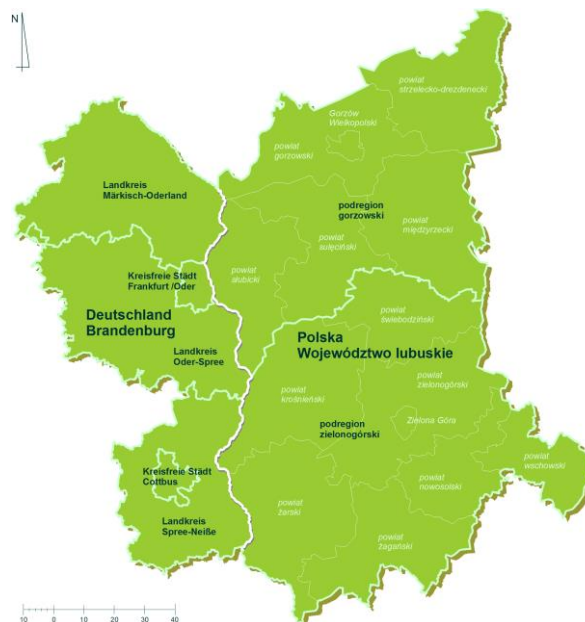 N
powiat
strzelecko-drezdenecki
Gorzów
Wielkopolski
powiat
gorzowski
Landkreis
Märkisch-Oderland
podregion
gorzowski
powiat
międzyrzecki
powiat
sulęciński
powiat
słubicki
Kreisfreie Städt
Frankfurt /Oder
Deutschland
Brandenburg
powiat
świebodziński
Polska
Województwo lubuskie
Landkreis
Oder-Spree
powiat
zielonogórski
powiat
krośnieński
Zielona Góra
podregion
zielonogórski
powiat
wschowski
Kreisfreie Städt
Cottbus
powiat
nowosolski
powiat
żarski
Landkreis
Spree-Neiße
powiat
żagański
10 0 10 20 30 40